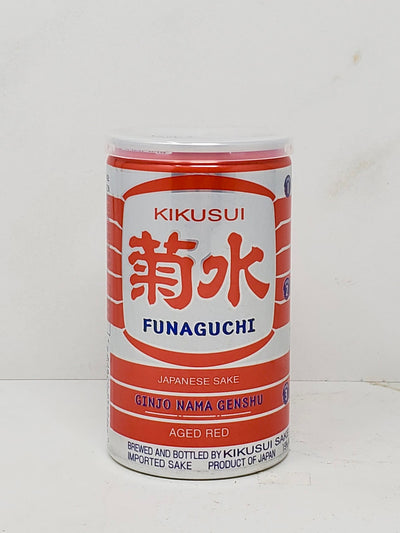 KIKUSUI
菊水
FUNAGUCHI
JAPANESE SAKE
GINJO NAMA GENSHU
AGED RED
BREWED AND BOTTLED BY KIKUSUI SAKE
IMPORTED SAKE PRODUCT OF JAPAN